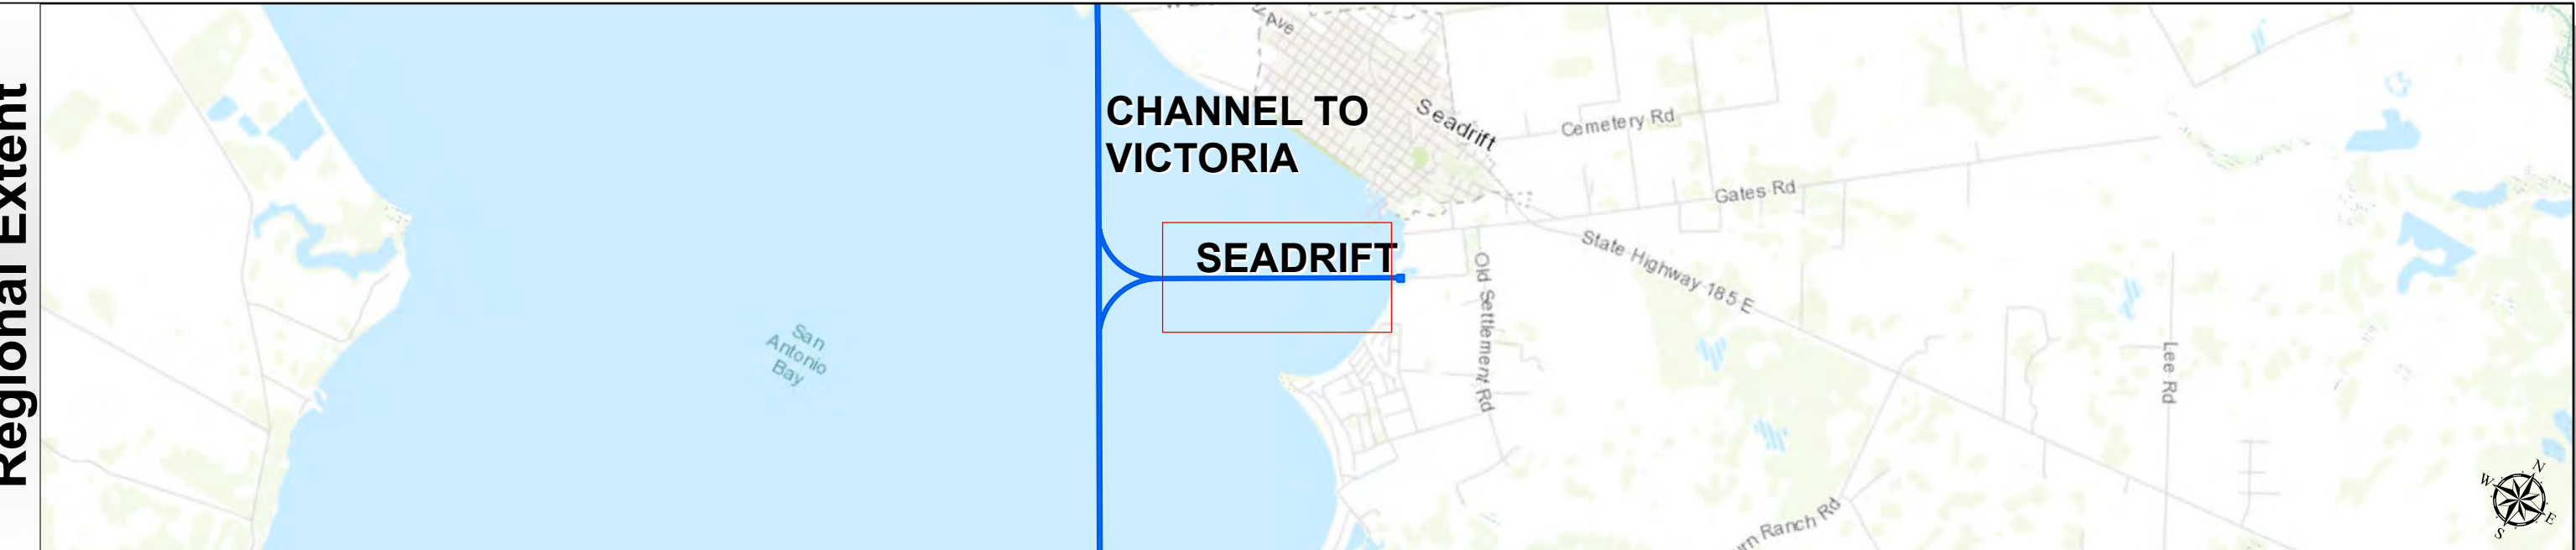 Regional Extent
Ave
CHANNEL TO
VICTORIA
Seadrift
Cemetery Rd
Gates Rd
SEADRIFT
State Highway 185 E
Old Settlement Rd
San
Antonio
Bay
Lee Rd
Ranch Rd
N
W
E
S